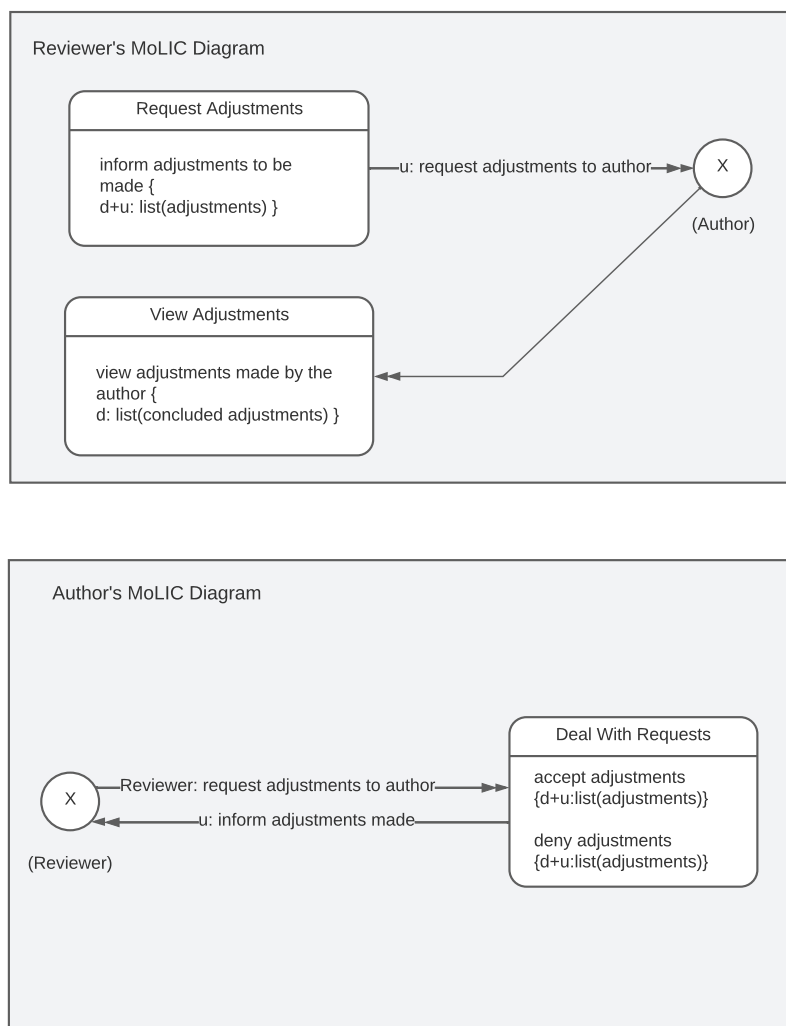 Reviewer's MoLIC Diagram
Request Adjustments
inform adjustments to be
made {
d+u: list(adjustments) }
u: request adjustments to author
X
(Author)
View Adjustments
view adjustments made by the
author {
d: list(concluded adjustments) }
Author's MoLIC Diagram
X
(Reviewer)
Reviewer: request adjustments to author
u: inform adjustments made
Deal With Requests
accept adjustments
{d+u:list(adjustments)}
deny adjustments
{d+u:list(adjustments)}